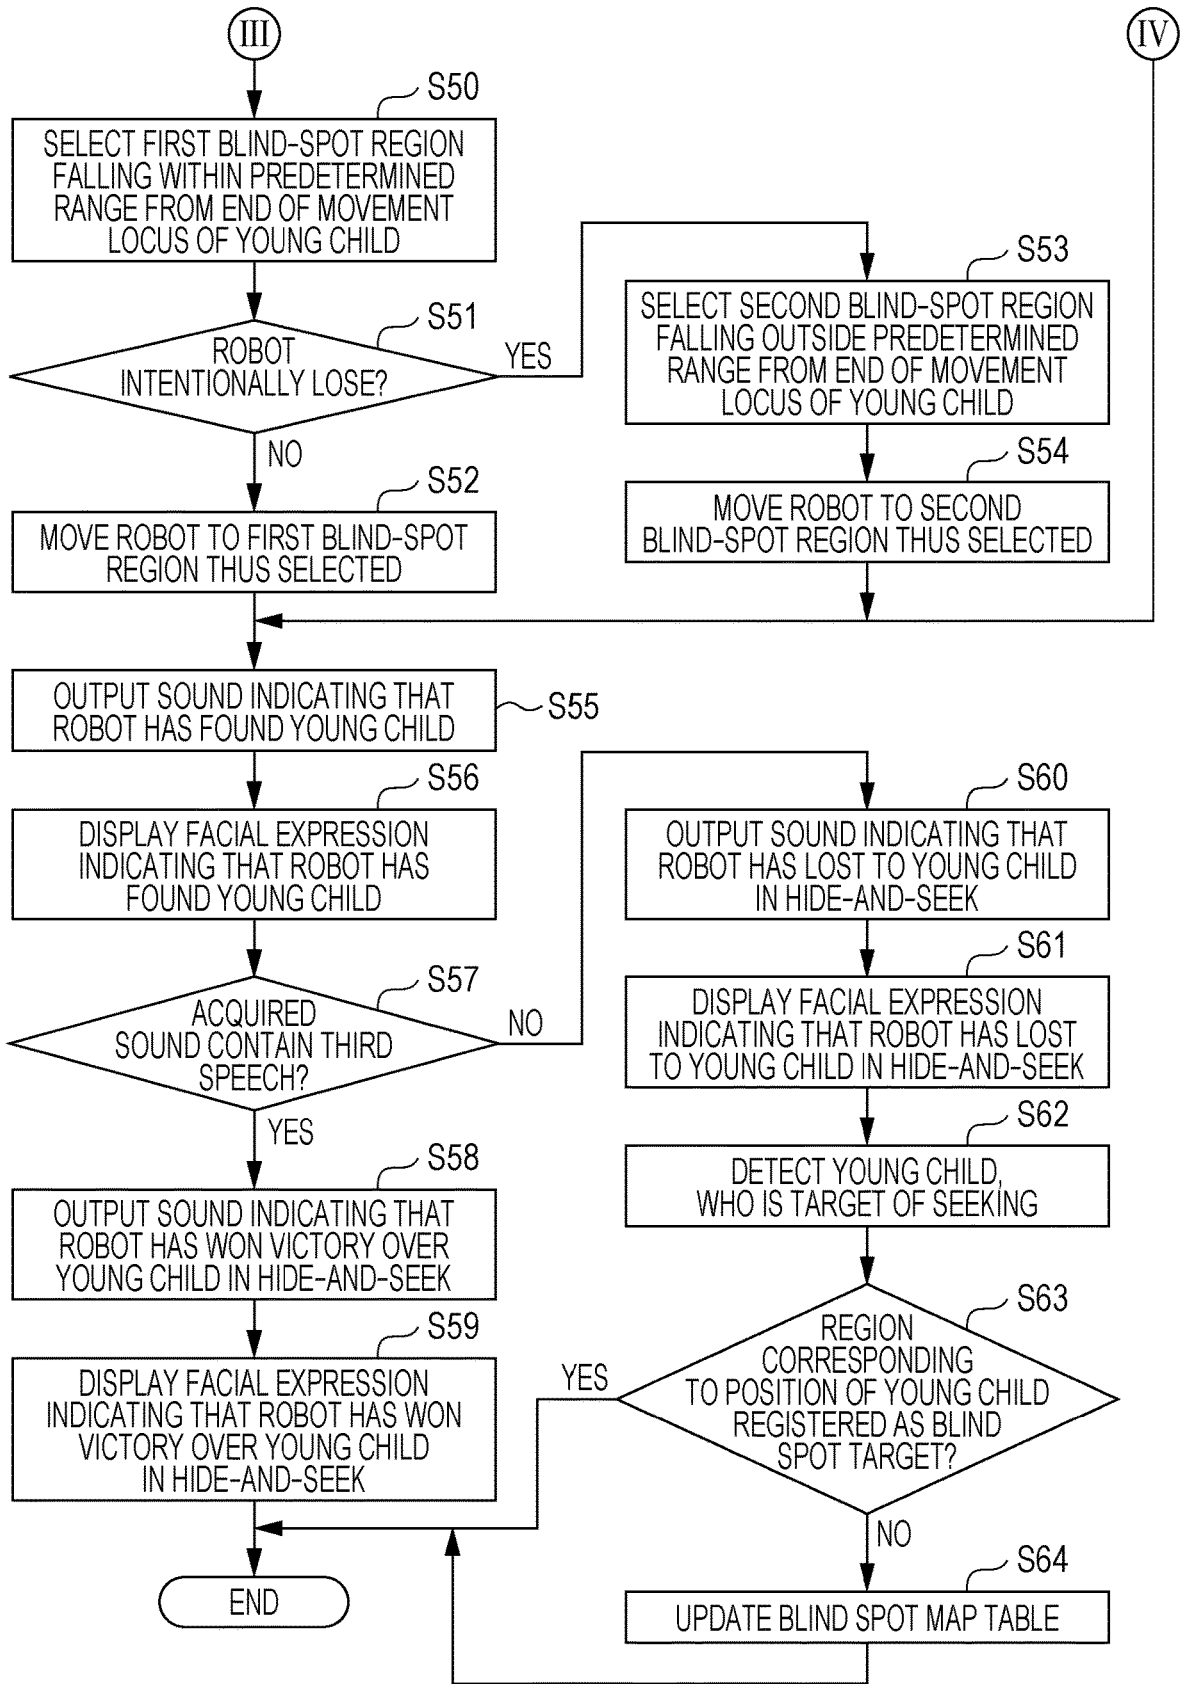 III
IV
S50
SELECT FIRST BLIND-SPOT REGION
FALLING WITHIN PREDETERMINED
RANGE FROM END OF MOVEMENT
LOCUS OF YOUNG CHILD
S51
ROBOT
INTENTIONALLY LOSE?
YES
NO
S53
SELECT SECOND BLIND-SPOT REGION
FALLING OUTSIDE PREDETERMINED
RANGE FROM END OF MOVEMENT
LOCUS OF YOUNG CHILD
S52
MOVE ROBOT TO FIRST BLIND-SPOT
REGION THUS SELECTED
S54
MOVE ROBOT TO SECOND
BLIND-SPOT REGION THUS SELECTED
OUTPUT SOUND INDICATING THAT
ROBOT HAS FOUND YOUNG CHILD
S55
S56
DISPLAY FACIAL EXPRESSION
INDICATING THAT ROBOT HAS
FOUND YOUNG CHILD
S57
ACQUIRED
SOUND CONTAIN THIRD
SPEECH?
NO
YES
S60
OUTPUT SOUND INDICATING THAT
ROBOT HAS LOST TO YOUNG CHILD
IN HIDE-AND-SEEK
S61
DISPLAY FACIAL EXPRESSION
INDICATING THAT ROBOT HAS LOST
TO YOUNG CHILD IN HIDE-AND-SEEK
S58
OUTPUT SOUND INDICATING THAT
ROBOT HAS WON VICTORY OVER
YOUNG CHILD IN HIDE-AND-SEEK
S62
DETECT YOUNG CHILD,
WHO IS TARGET OF SEEKING
S59
DISPLAY FACIAL EXPRESSION
INDICATING THAT ROBOT HAS WON
VICTORY OVER YOUNG CHILD
IN HIDE-AND-SEEK
S63
REGION
CORRESPONDING
TO POSITION OF YOUNG CHILD
REGISTERED AS BLIND
SPOT TARGET?
YES
NO
S64
UPDATE BLIND SPOT MAP TABLE
END